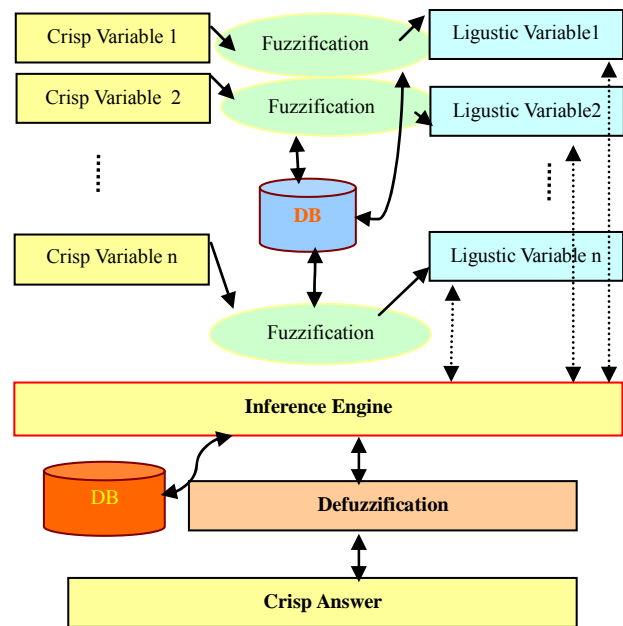 Crisp Variable 1
Fuzzification
Ligustic Variable1
Crisp Variable 2
Fuzzification
Ligustic Variable2
DB
Crisp Variable n
Ligustic Variable n
Fuzzification
Inference Engine
DB
Defuzzification
Crisp Answer